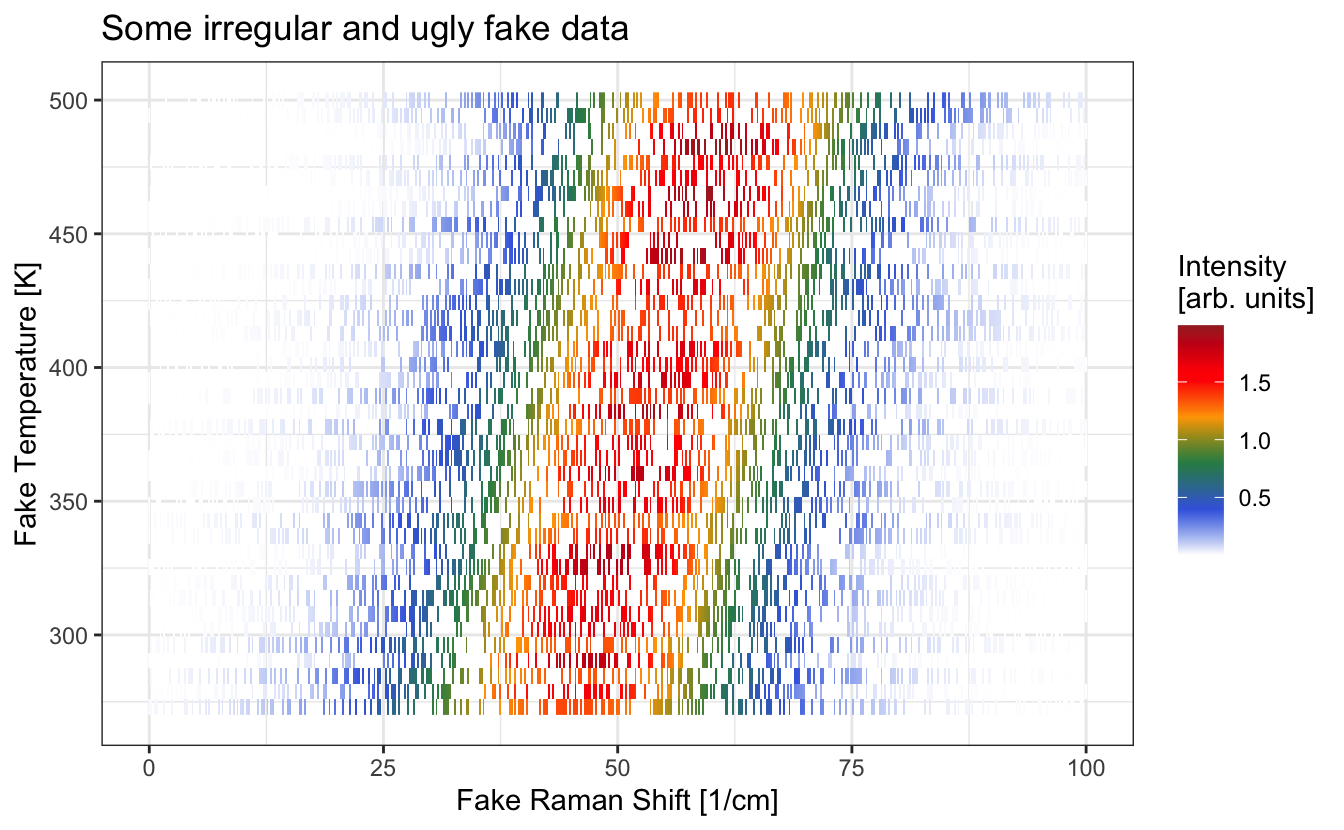 Some irregular and ugly fake data
Fake Temperature [K]
500
450
400
350
300
0
25
50
75
100
Fake Raman Shift [1/cm]
Intensity
[arb. units]
1.5
1.0
0.5